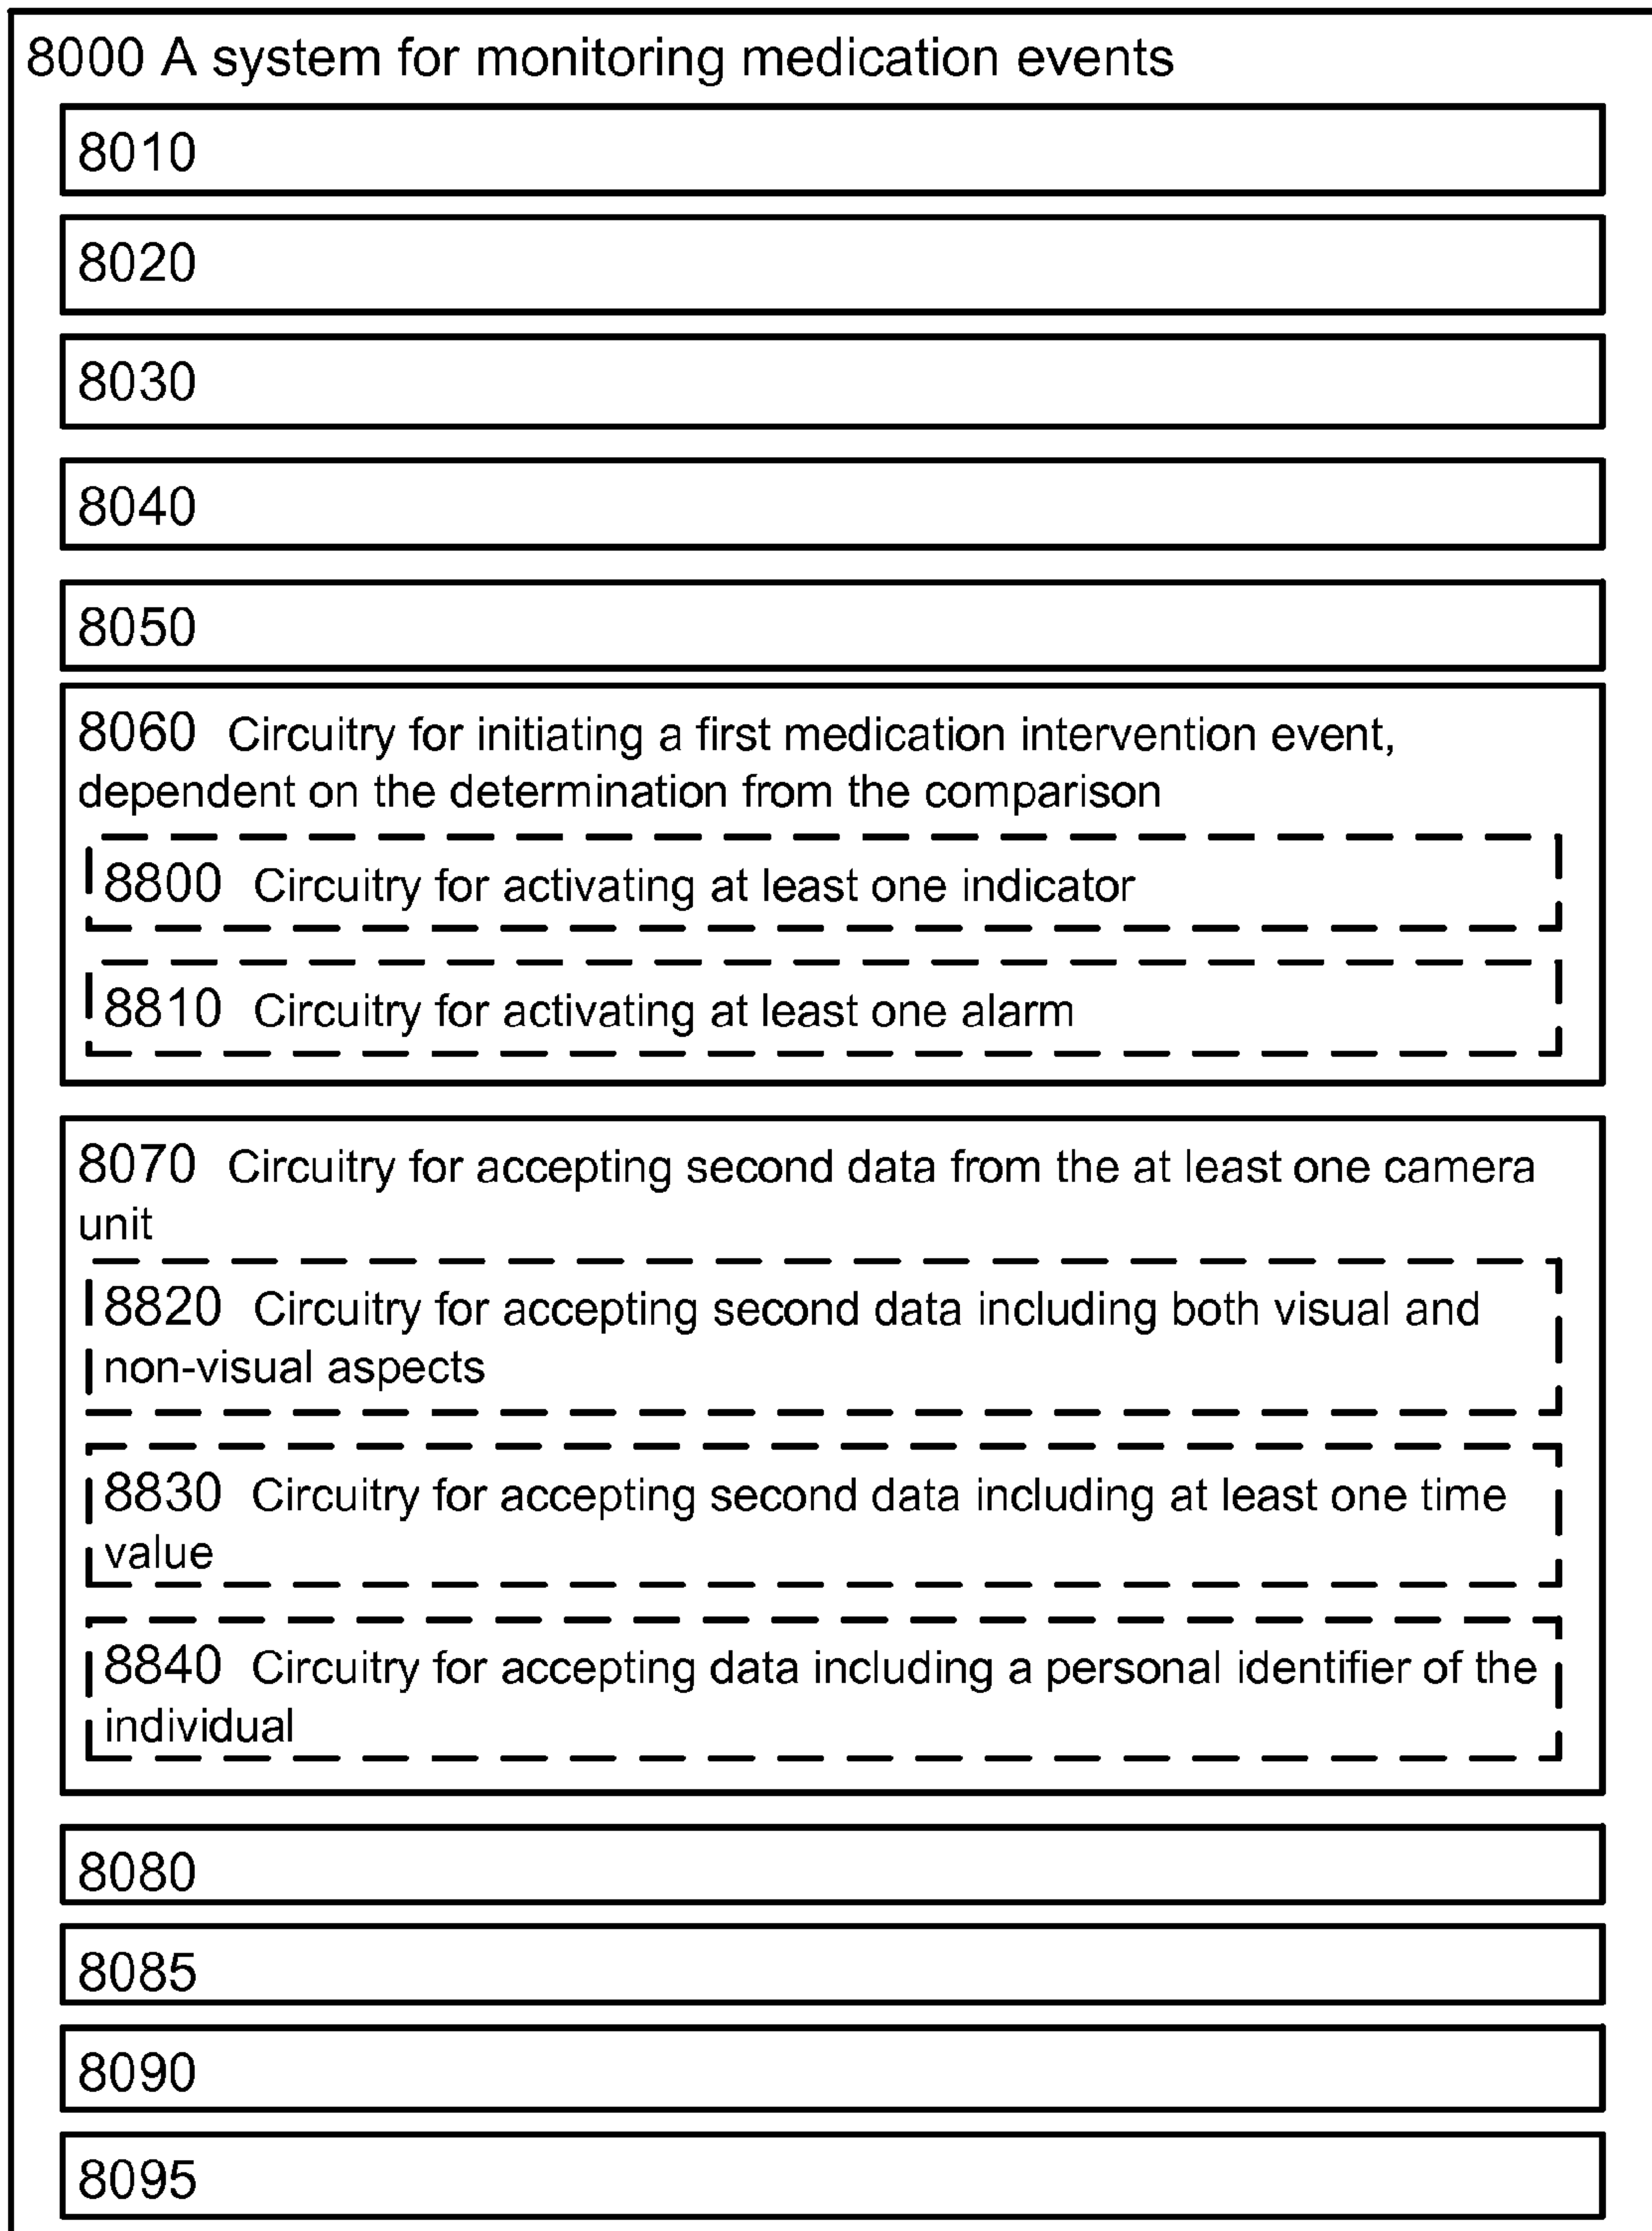 8000 A system for monitoring medication events
8010
8020
8030
8040
8050
8060 Circuitry for initiating a first medication intervention event,
dependent on the determination from the comparison
8800 Circuitry for activating at least one indicator
8810 Circuitry for activating at least one alarm
8070 Circuitry for accepting second data from the at least one camera
unit
8820 Circuitry for accepting second data including both visual and
non-visual aspects
8830 Circuitry for accepting second data including at least one time
value
8840 Circuitry for accepting data including a personal identifier of the
individual
8080
8085
8090
8095